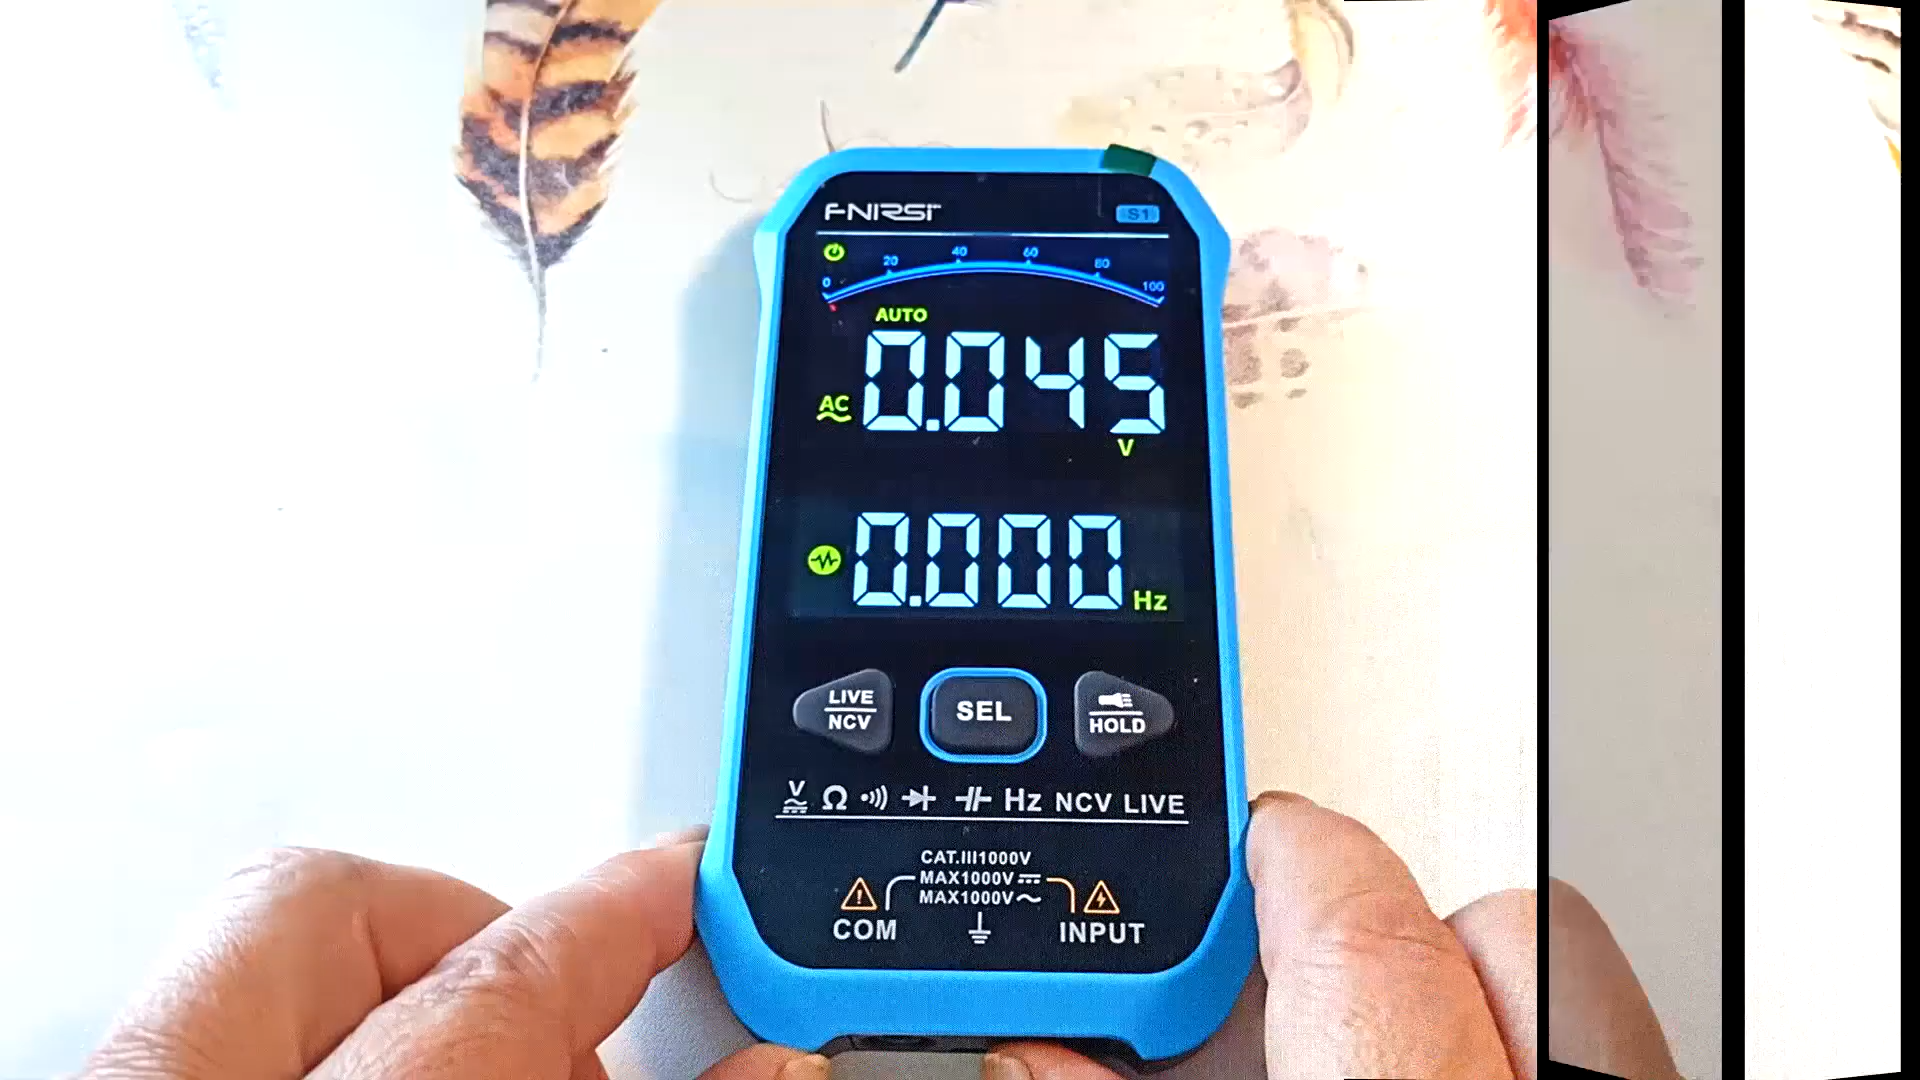 FNIRSI
S1
0 20 40 60 80 100
AUTO
AC 0.045
V
0.000 Hz
LIVE
NCV
SEL
HOLD
V Ω Hz NCV LIVE
CAT.III1000V
MAX1000V
MAX1000V~
COM
INPUT